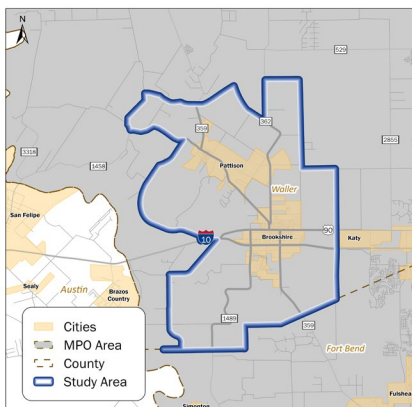 N
529
362
359
2855
3318
1458
Pattison
Waller
San Felipe
10
90
Brookshire
Katy
Sealy
Austin
Brazos
Country
1489
359
Fort Bend
Cities
MPO Area
County
Study Area
Simonton
Fulshear